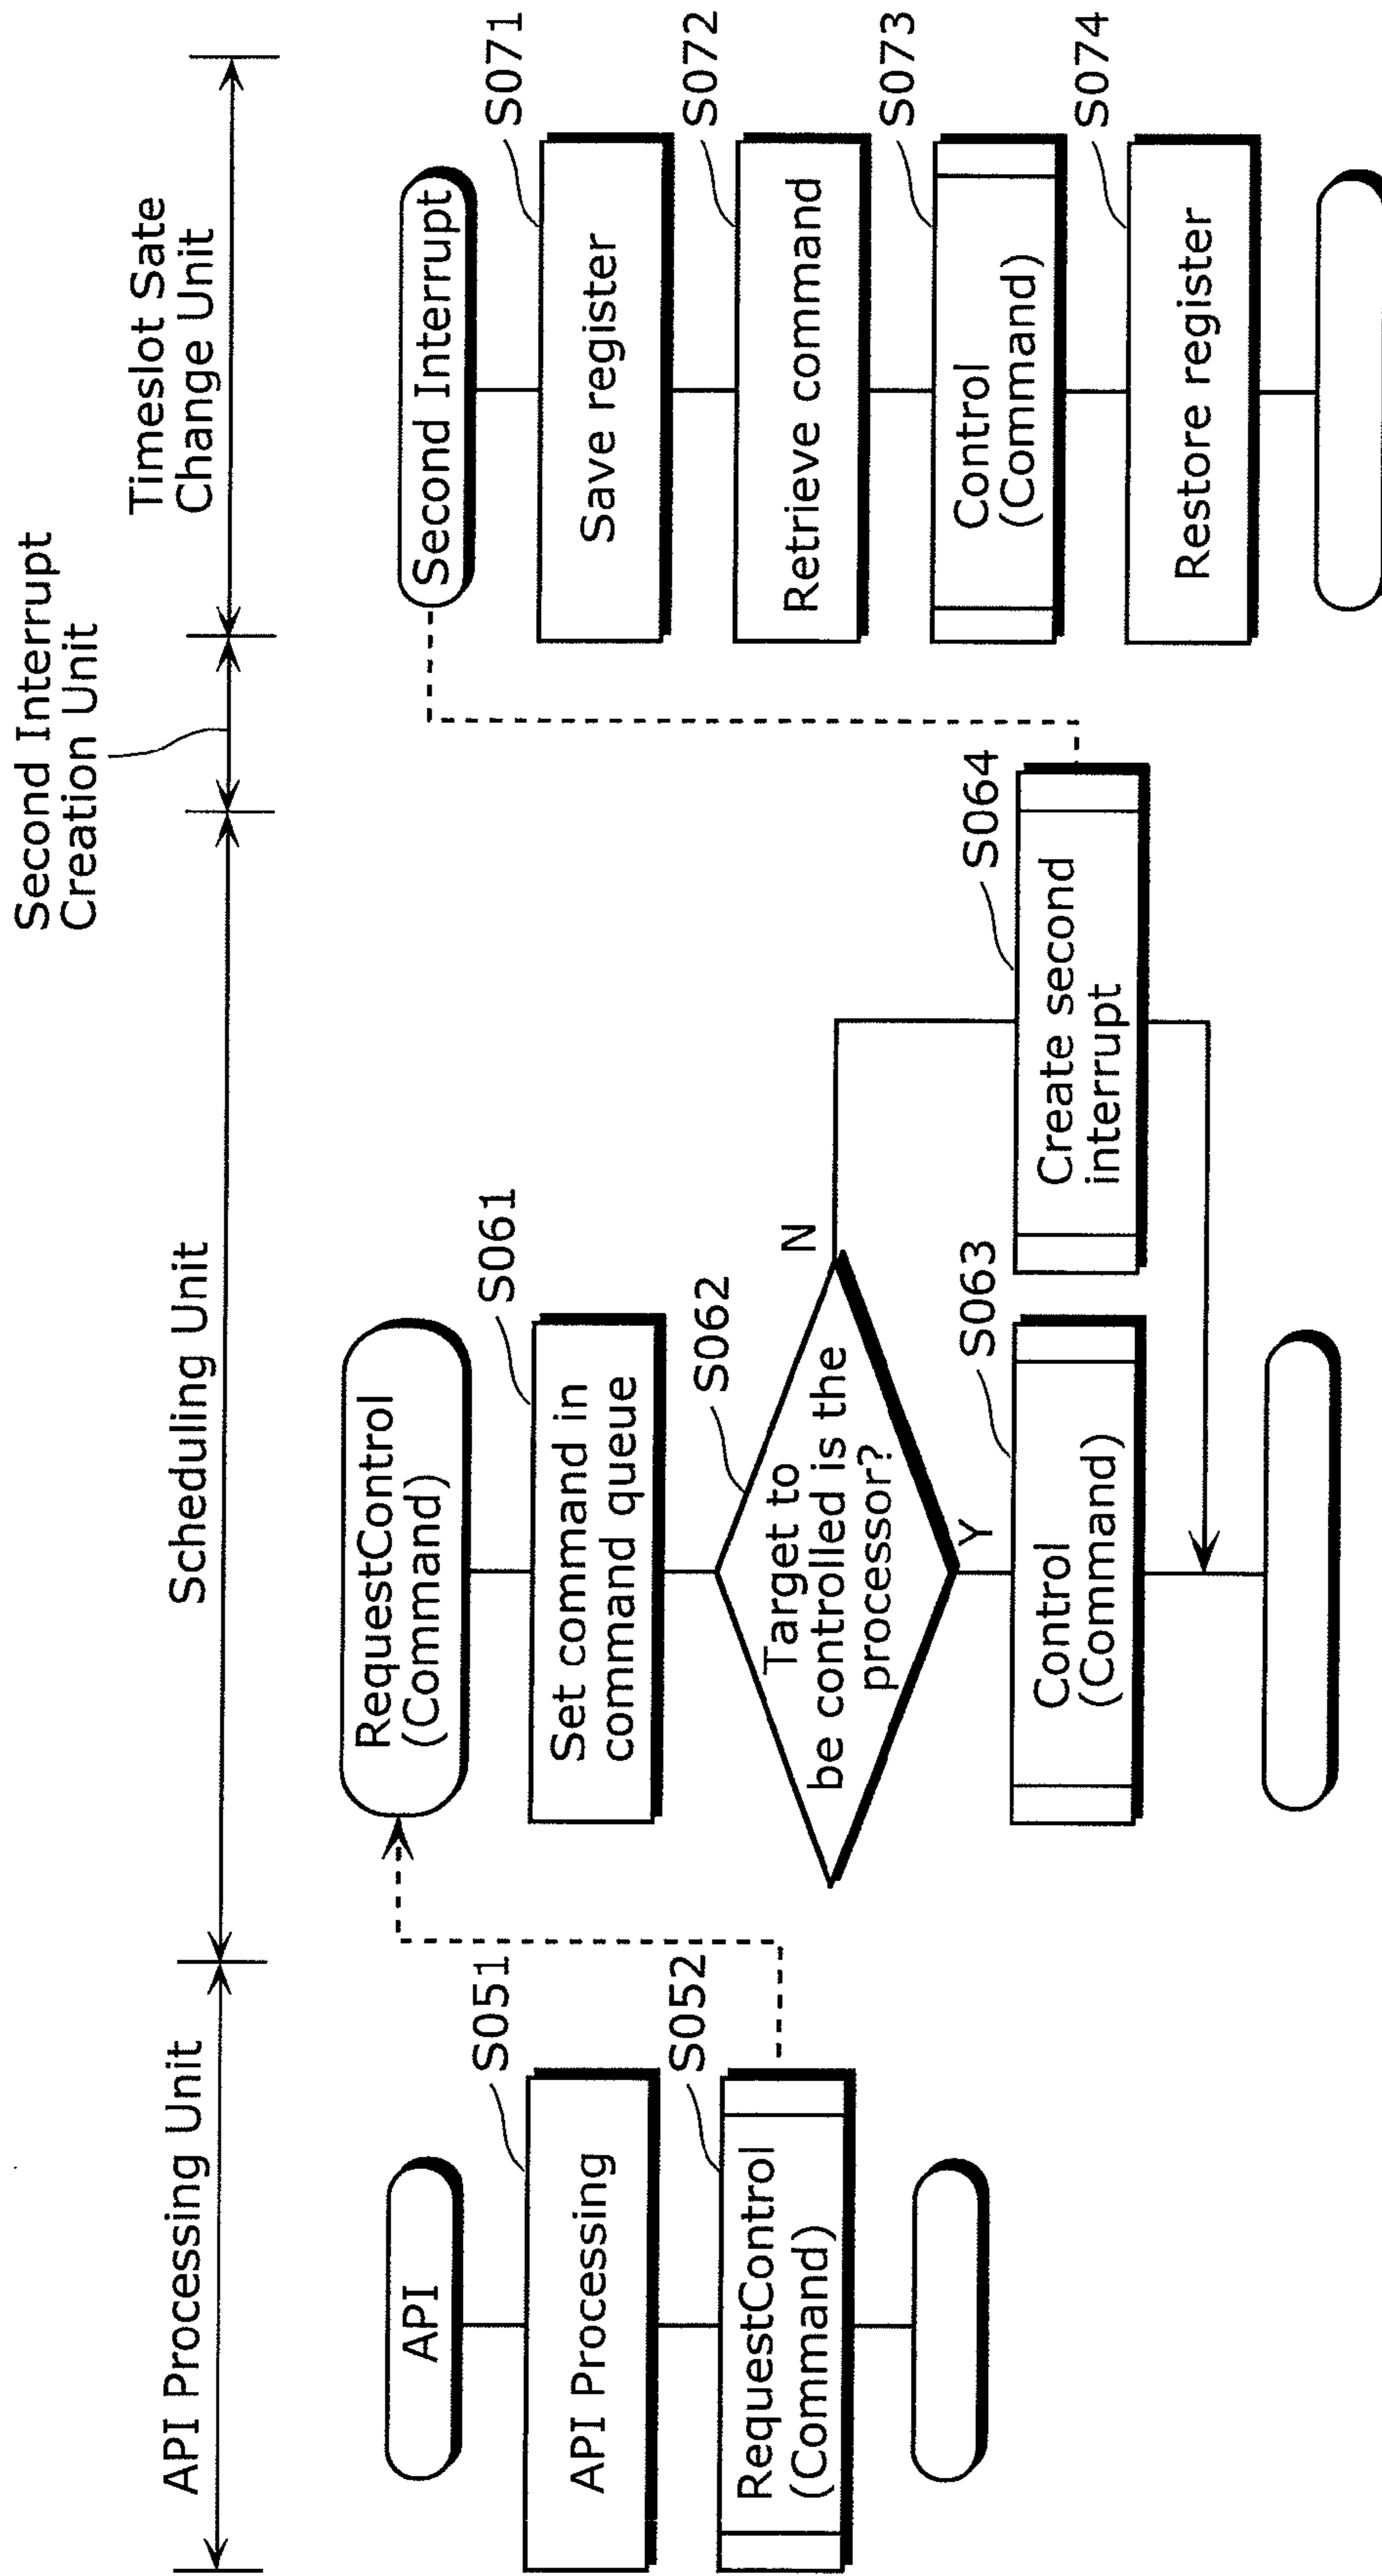 API Processing Unit
Scheduling Unit
Second Interrupt
Creation Unit
Timeslot Sate
Change Unit
API
S051
API Processing
S052
RequestControl
(Command)
RequestControl
(Command)
S061
Set command in
command queue
S062
Target to
be controlled is the
processor?
N
Y
S063
Control
(Command)
S064
Create second
interrupt
Second Interrupt
S071
Save register
S072
Retrieve command
S073
Control
(Command)
S074
Restore register